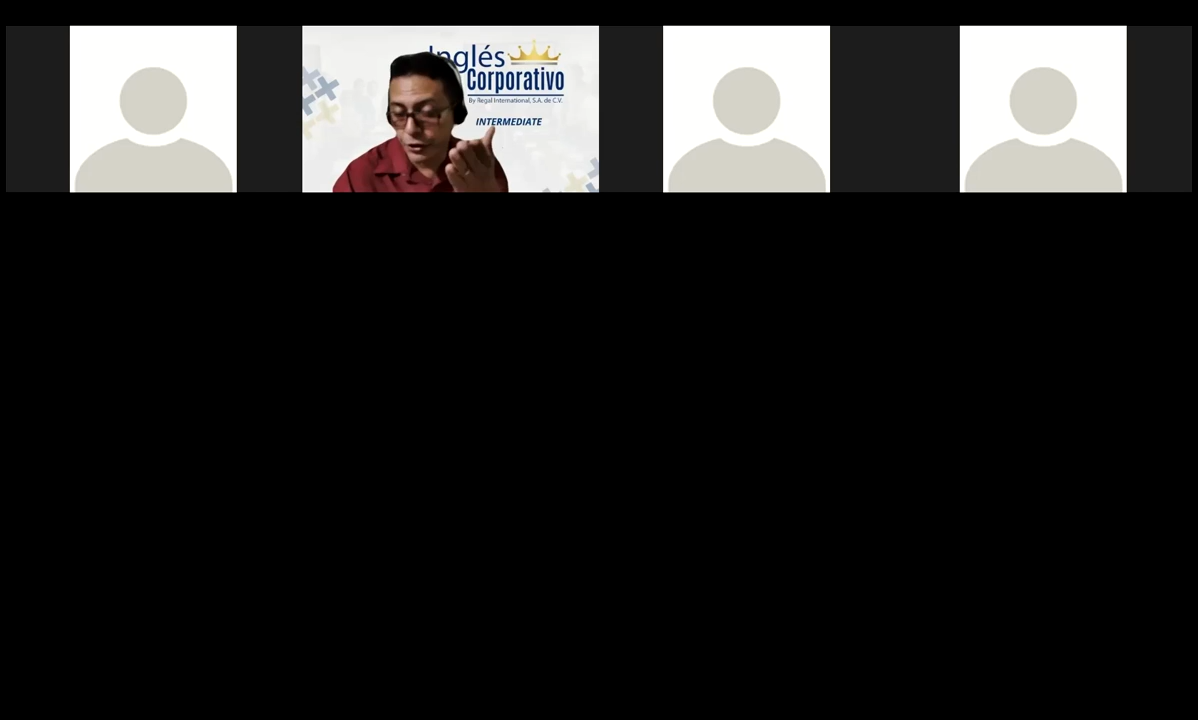 Inglés
Corporativo
By Regal International, S.A. de C.V.
INTERMEDIATE